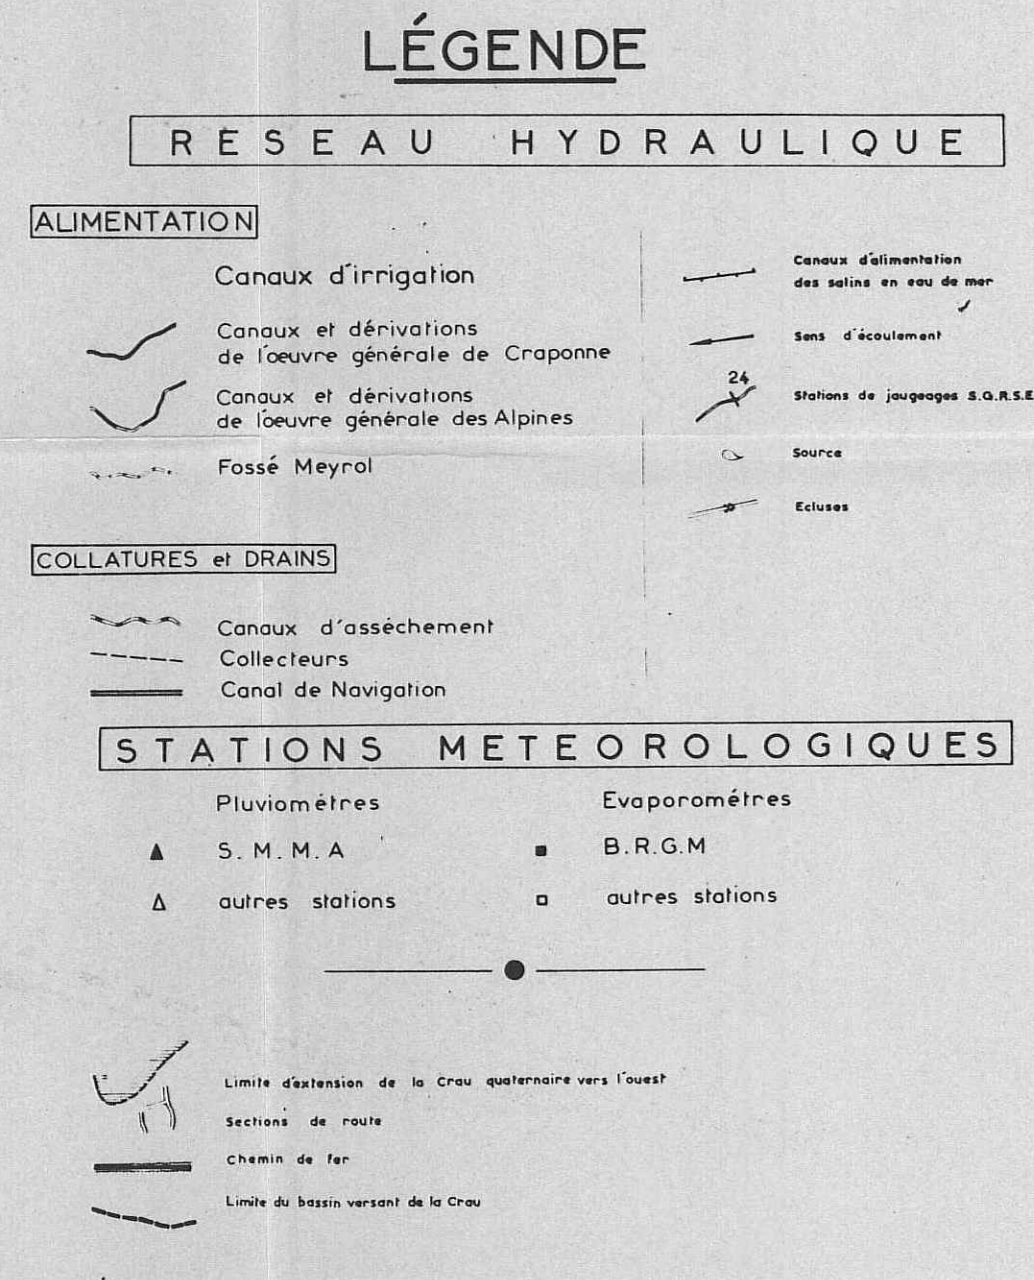 LÉGENDE
RÉSEAU HYDRAULIQUE
ALIMENTATION
Canaux d'irrigation
Canaux et dérivations
de l'oeuvre générale de Craponne
Canaux et dérivations
de l'oeuvre générale des Alpines
Fossé Meyrol
Canaux d'alimentation
des salins en eau de mer
Sens d'écoulement
24
Stations de jaugeages S.G.R.S.E
Source
Ecluses
COLLATURES et DRAINS
Canaux d'asséchement
Collecteurs
Canal de Navigation
STATIONS METEOROLOGIQUES
Pluviométres
S. M. M. A
autres stations
Evaporométres
B.R.G.M
autres stations
Limite d'extension de la Crau quaternaire vers l'ouest
Sections de route
Chemin de fer
Limite du bassin versant de la Crau